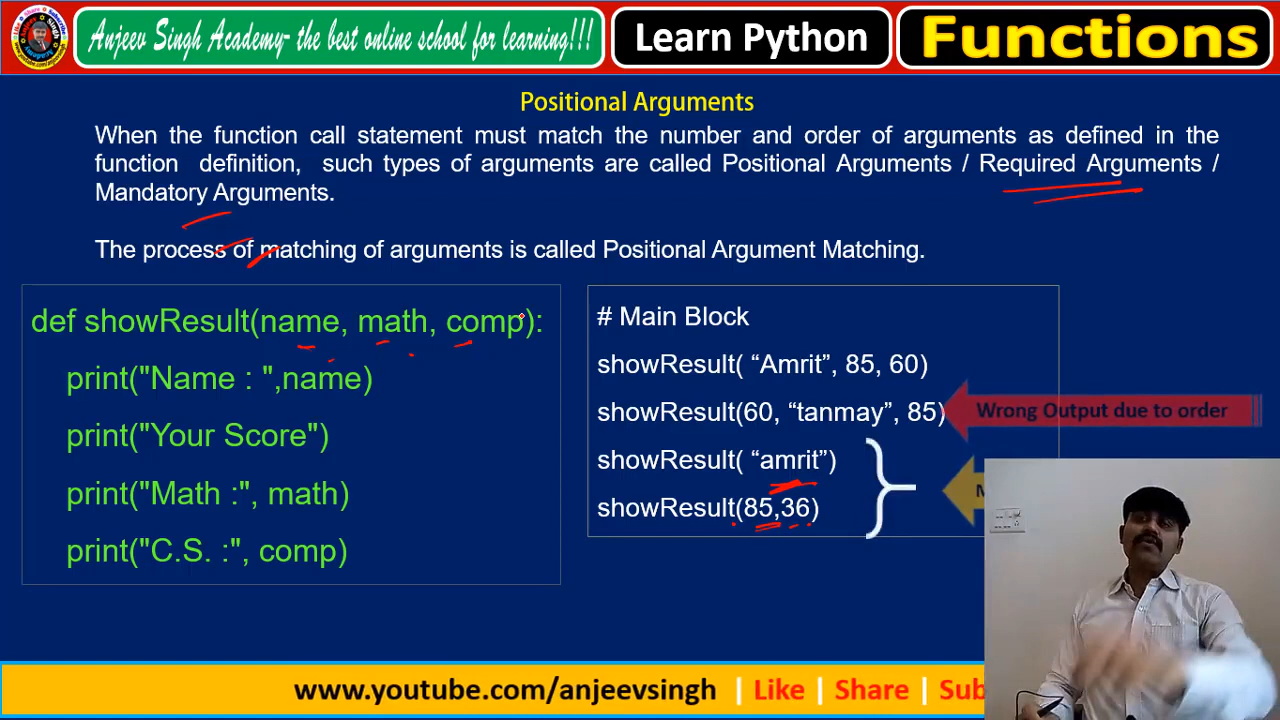 Anjeev Singh Academy- the best online school for learning!!!
Learn Python
Functions
Positional Arguments
When the function call statement must match the number and order of arguments as defined in the
function definition, such types of arguments are called Positional Arguments / Required Arguments /
Mandatory Arguments.
The process of matching of arguments is called Positional Argument Matching.
def showResult(name, math, comp):
print("Name : ",name)
print("Your Score")
print("Math :", math)
print("C.S. :", comp)
# Main Block
showResult( “Amrit”, 85, 60)
showResult(60, “tanmay”, 85)
Wrong Output due to order
showResult( “amrit”)
showResult(85,36)
www.youtube.com/anjeevsingh | Like | Share | Sub